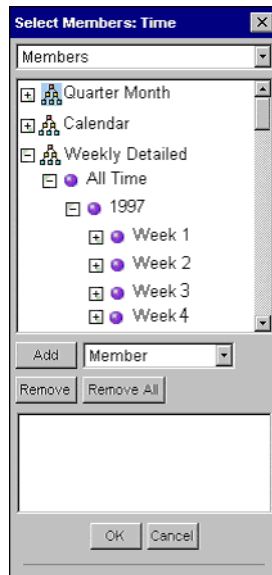 Select Members: Time
Members
Quarter Month
Calendar
Weekly Detailed
All Time
1997
Week 1
Week 2
Week 3
Week 4
Add Member
Remove Remove All
OK Cancel